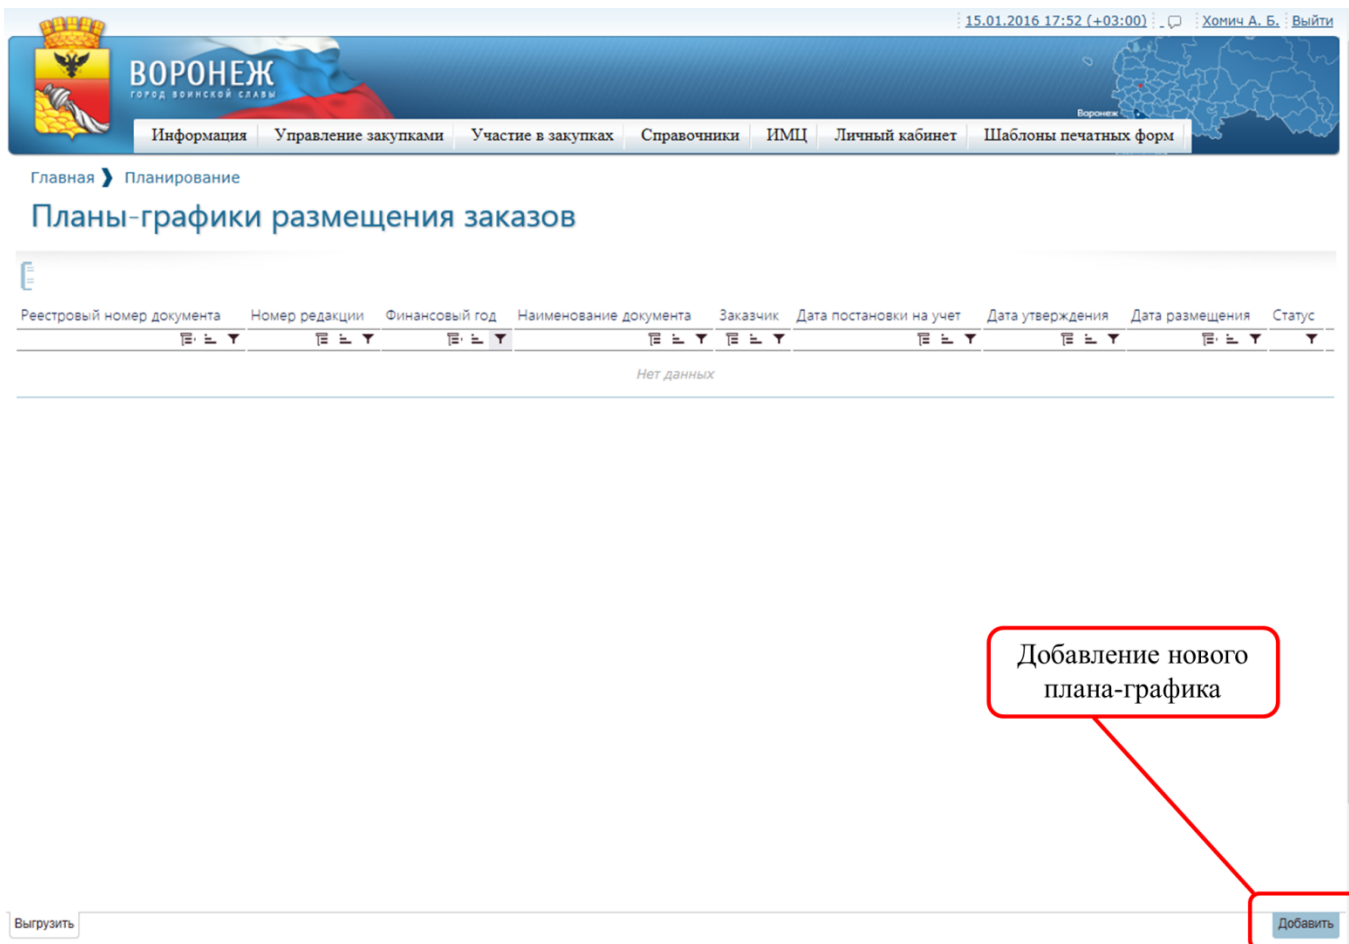 15.01.2016 17:52 (+03:00) Хомич А. Б. Выйти
ВОРОНЕЖ
ГОРОД ВОИНСКОЙ СЛАВЫ
Воронеж
Информация Управление закупками Участие в закупках Справочники ИМЦ Личный кабинет Шаблоны печатных форм
Главная ❯ Планирование
Планы-графики размещения заказов
Реестровый номер документа Номер редакции Финансовый год Наименование документа Заказчик Дата постановки на учет Дата утверждения Дата размещения Статус
Нет данных
Добавление нового
плана-графика
Выгрузить Добавить